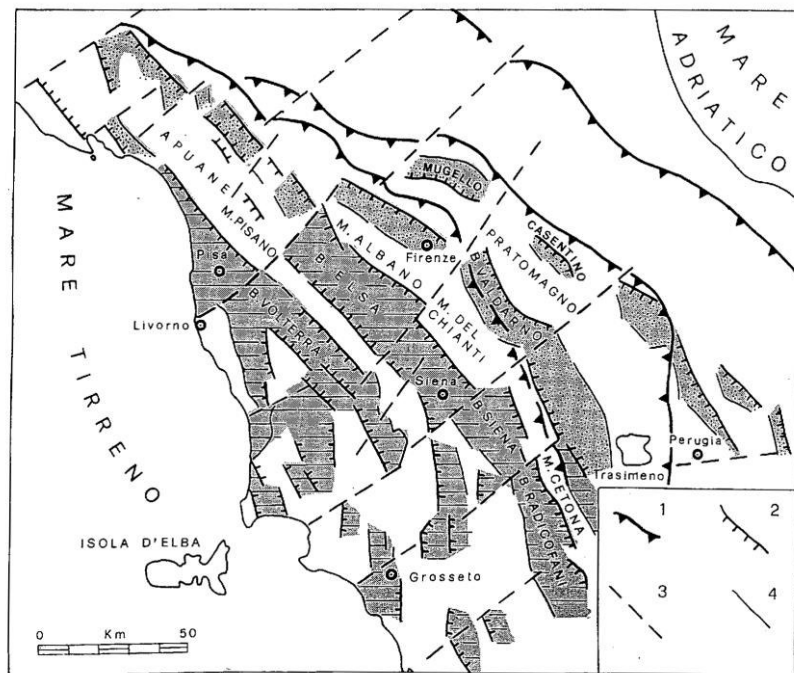 MARE
ADRIATICO
MARE TIRRENO
APUANE
M. PISANO
MUGELLO
CASENTINO
Firenze
M. ALBANO
PRATOMAGNO
B. VALDARNO
B. ELSA
M. DEL
CHIANTI
Pisa
B. VOLTERRA
Livorno
Siena
B. SIENA
Perugia
Trasimeno
M. CETONA
B. RADICOFANI
ISOLA D'ELBA
Grosseto
0 Km 50
1 2
3 4